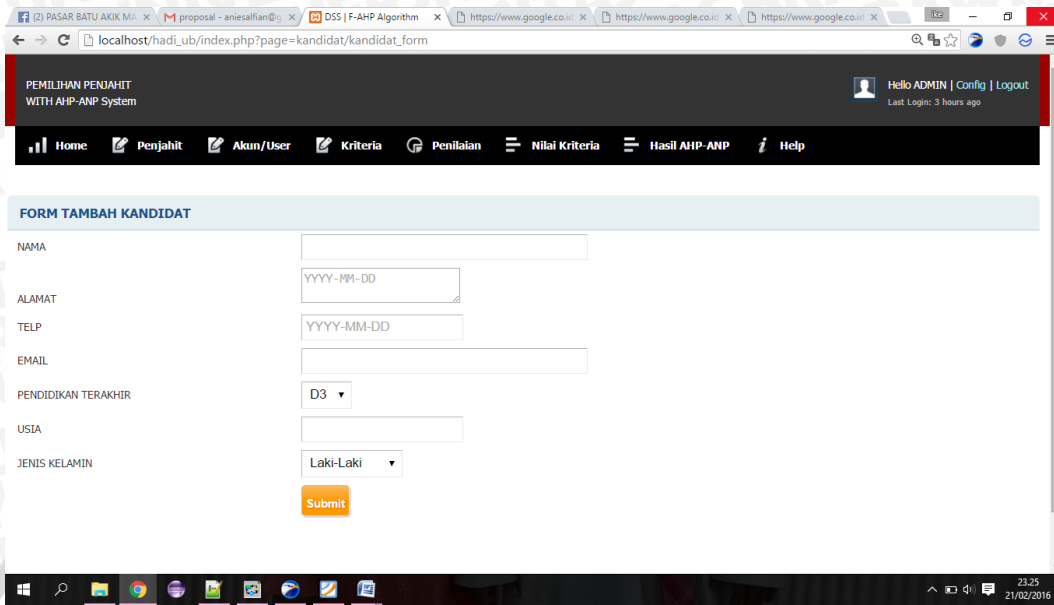 (2) PASAR BATU AKIK MA
proposal - aniesalfian@g
DSS | F-AHP Algorithm
https://www.google.co.id
https://www.google.co.id
https://www.google.co.id
Ike
localhost/hadi_ub/index.php?page=kandidat/kandidat_form
PEMILIHAN PENJAHIT
WITH AHP-ANP System
Hello ADMIN | Config | Logout
Last Login: 3 hours ago
Home Penjahit Akun/User Kriteria Penilaian Nilai Kriteria Hasil AHP-ANP Help
FORM TAMBAH KANDIDAT
NAMA
YYYY-MM-DD
ALAMAT
TELP YYYY-MM-DD
EMAIL
PENDIDIKAN TERAKHIR D3
USIA
JENIS KELAMIN Laki-Laki
Submit
23.25
21/02/2016